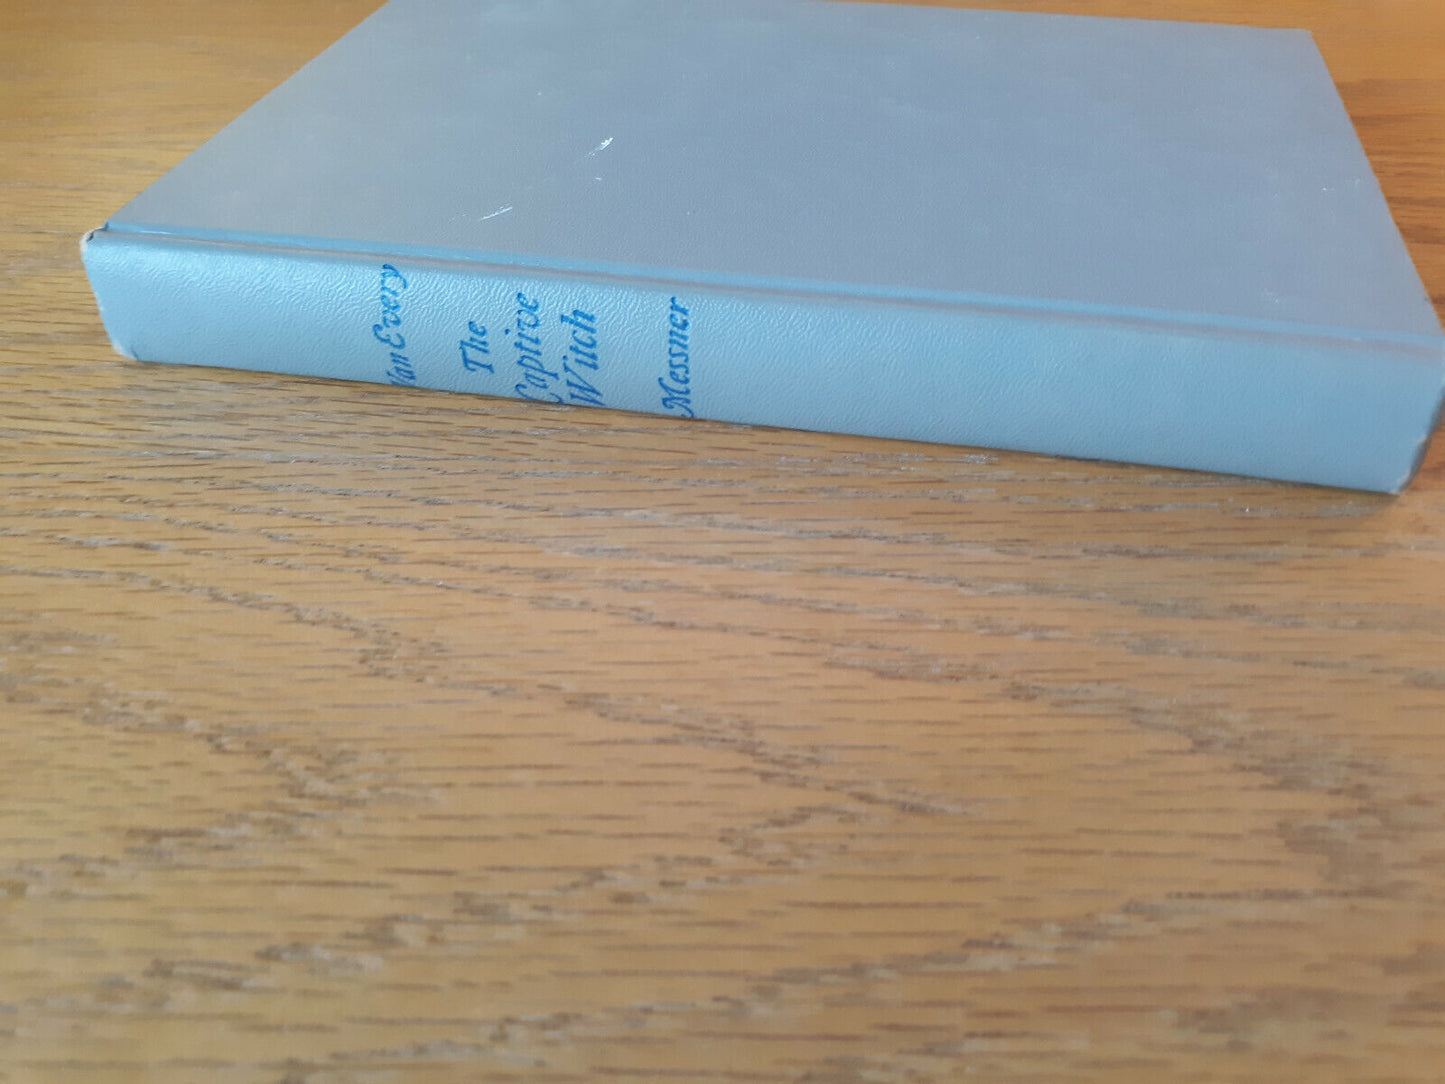 Van Every
The
Captive
Witch
Messner